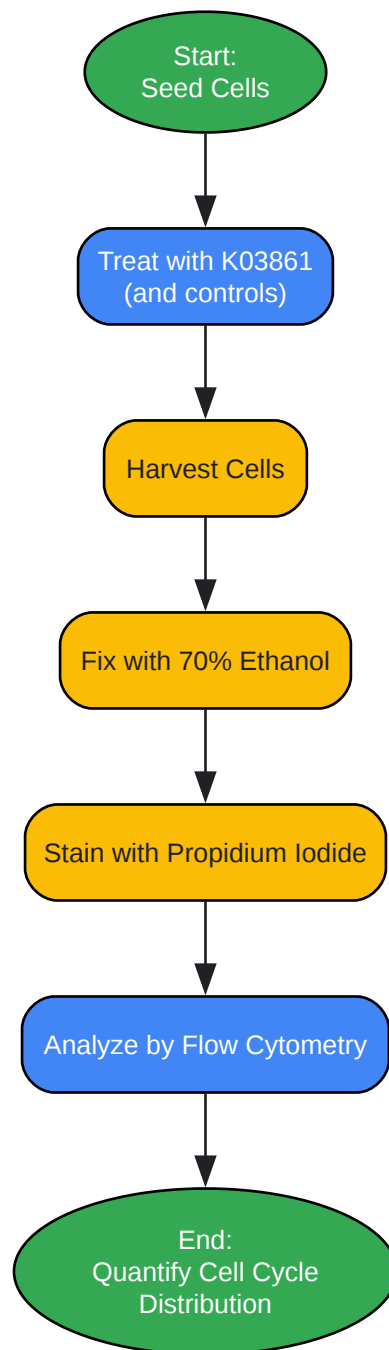 Start:
Seed Cells
Treat with K03861
(and controls)
Harvest Cells
Fix with 70% Ethanol
Stain with Propidium Iodide
Analyze by Flow Cytometry
End:
Quantify Cell Cycle
Distribution